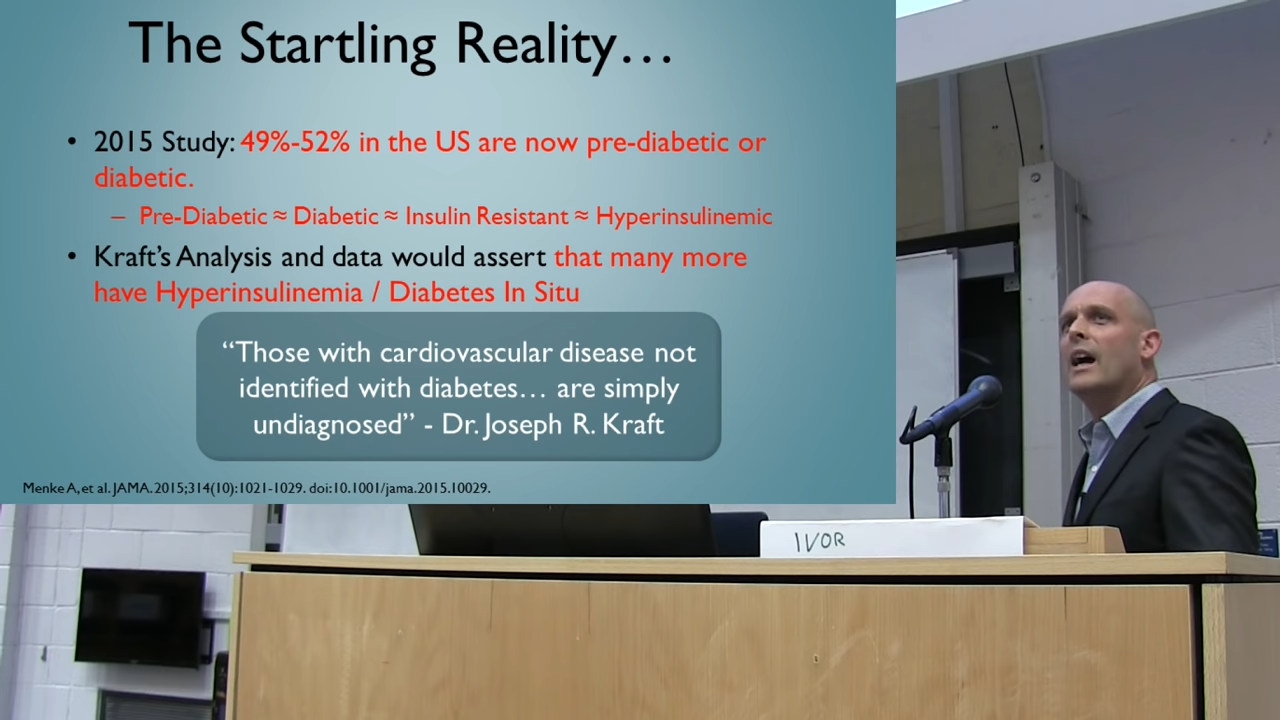 The Startling Reality…
• 2015 Study: 49%-52% in the US are now pre-diabetic or
diabetic.
– Pre-Diabetic ≈ Diabetic ≈ Insulin Resistant ≈ Hyperinsulinemic
• Kraft's Analysis and data would assert that many more
have Hyperinsulinemia / Diabetes In Situ
“Those with cardiovascular disease not
identified with diabetes… are simply
undiagnosed” - Dr. Joseph R. Kraft
Menke A, et al. JAMA. 2015;314(10):1021-1029. doi:10.1001/jama.2015.10029.
IVOR